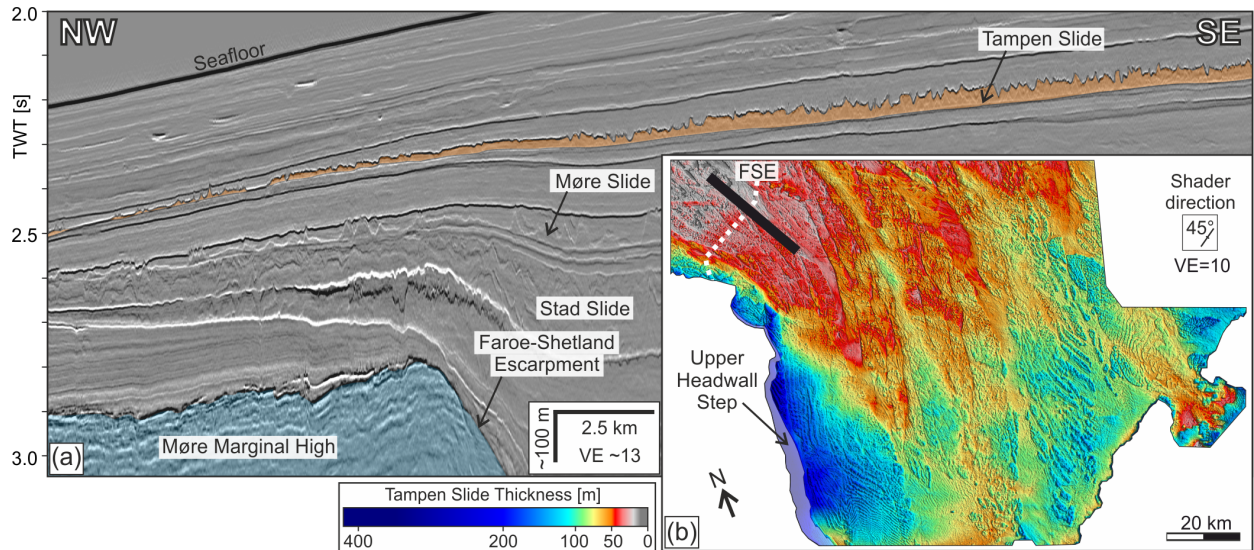 2.0
NW
Seafloor
Tampen Slide
SE
TWT [s]
2.5
Møre Slide
Stad Slide
Faroe-Shetland
Escarpment
Møre Marginal High
~100 m
2.5 km
VE ~13
(a)
3.0
Tampen Slide Thickness [m]
400 200 100 50 0
FSE
Shader
direction
45°
VE=10
Upper
Headwall
Step
N
(b)
20 km